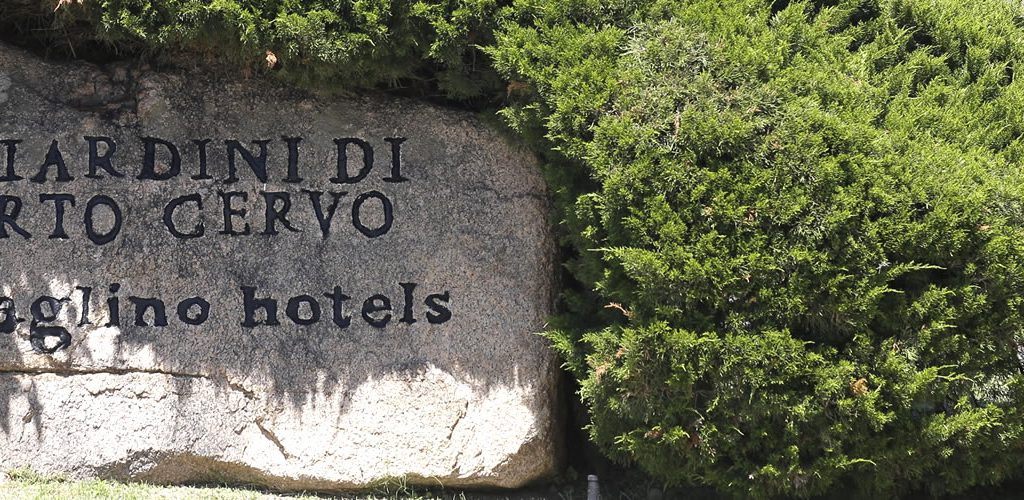 IARDINI DI
RTO CERVO
aglino hotels